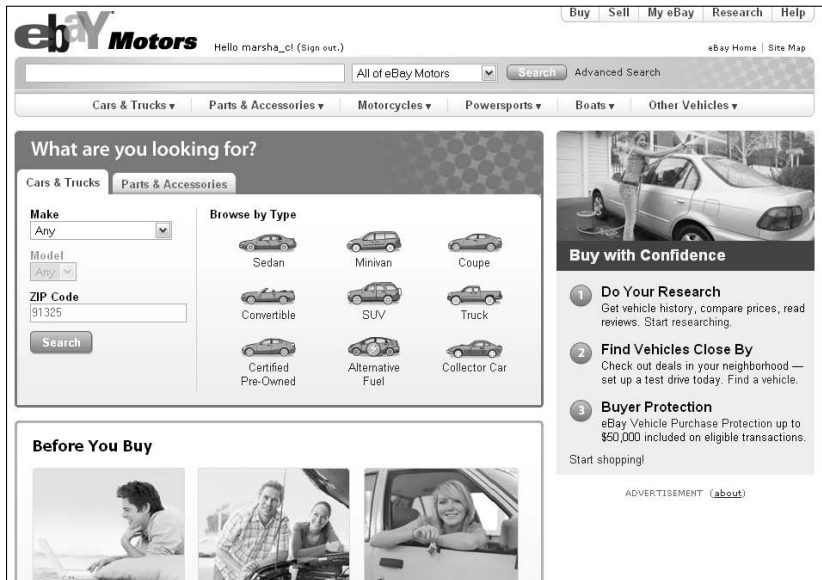 Buy Sell My eBay Research Help
ebaY Motors Hello marsha_c! (Sign out.)
eBay Home | Site Map
All of eBay Motors Search Advanced Search
Cars & Trucks ▾ Parts & Accessories ▾ Motorcycles ▾ Powersports ▾ Boats ▾ Other Vehicles ▾
What are you looking for?
Cars & Trucks Parts & Accessories
Make
Any
Model
Any
ZIP Code
91325
Search
Browse by Type
Sedan Minivan Coupe
Convertible SUV Truck
Certified
Pre-Owned
Alternative
Fuel
Collector Car
Before You Buy
Buy with Confidence
1 Do Your Research
Get vehicle history, compare prices, read
reviews. Start researching.
2 Find Vehicles Close By
Check out deals in your neighborhood —
set up a test drive today. Find a vehicle.
3 Buyer Protection
eBay Vehicle Purchase Protection up to
$50,000 included on eligible transactions.
Start shopping!
ADVERTISEMENT (about)